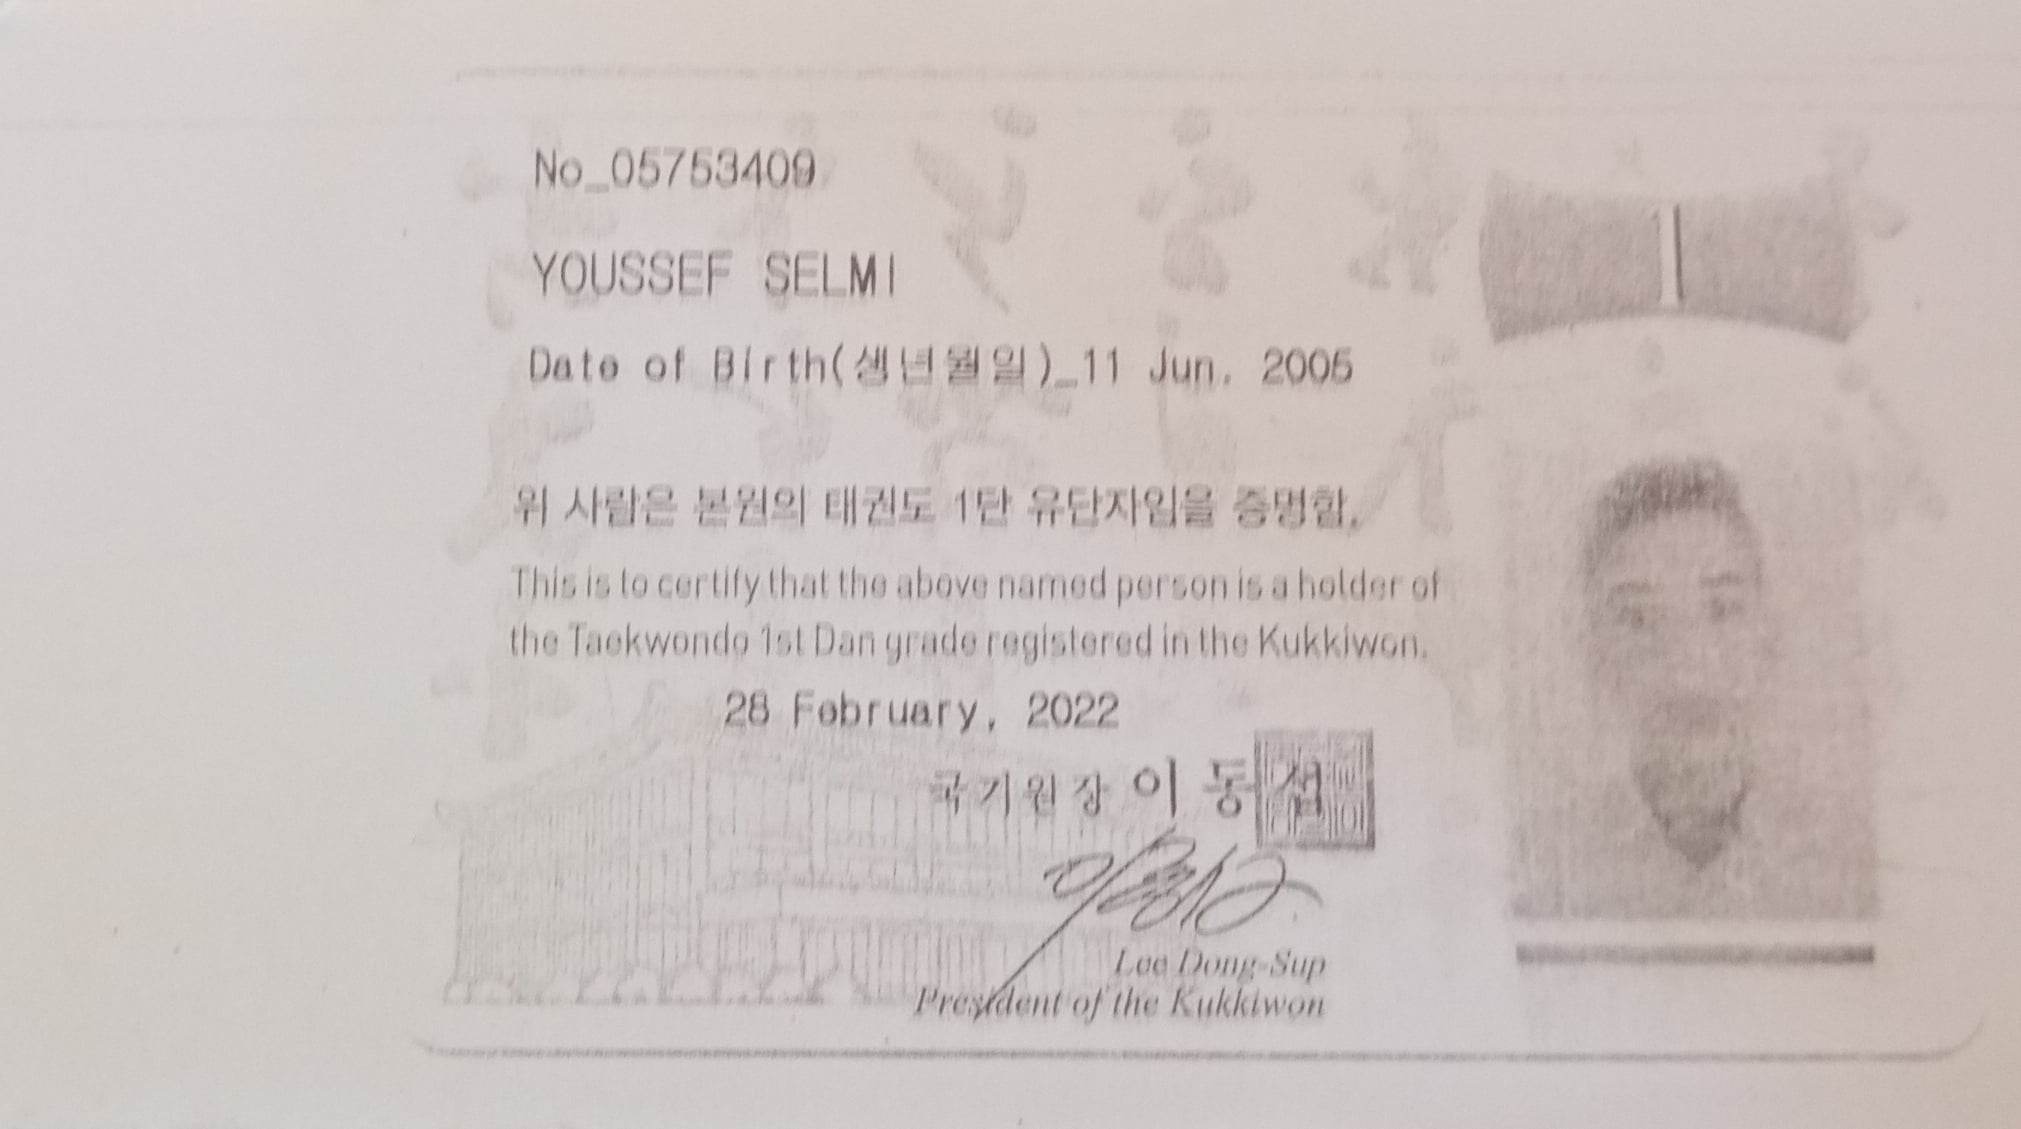 No_05753409
YOUSSEF SELMI
Date of Birth(생년월일)_11 Jun. 2005
위 사람은 본원의 태권도 1단 유단자임을 증명함.
This is to certify that the above named person is a holder of
the Taekwondo 1st Dan grade registered in the Kukkiwon.
28 February, 2022
국기원장 이동섭
Lee Dong-Sup
President of the Kukkiwon